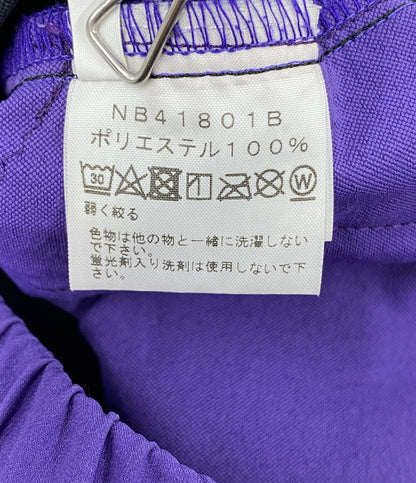 NB41801B
ポリエステル100%
30 W
弱く絞る
色物は他の物と一緒に洗濯しない
で下さい。
蛍光剤入り洗剤は使用しないで下
さい。